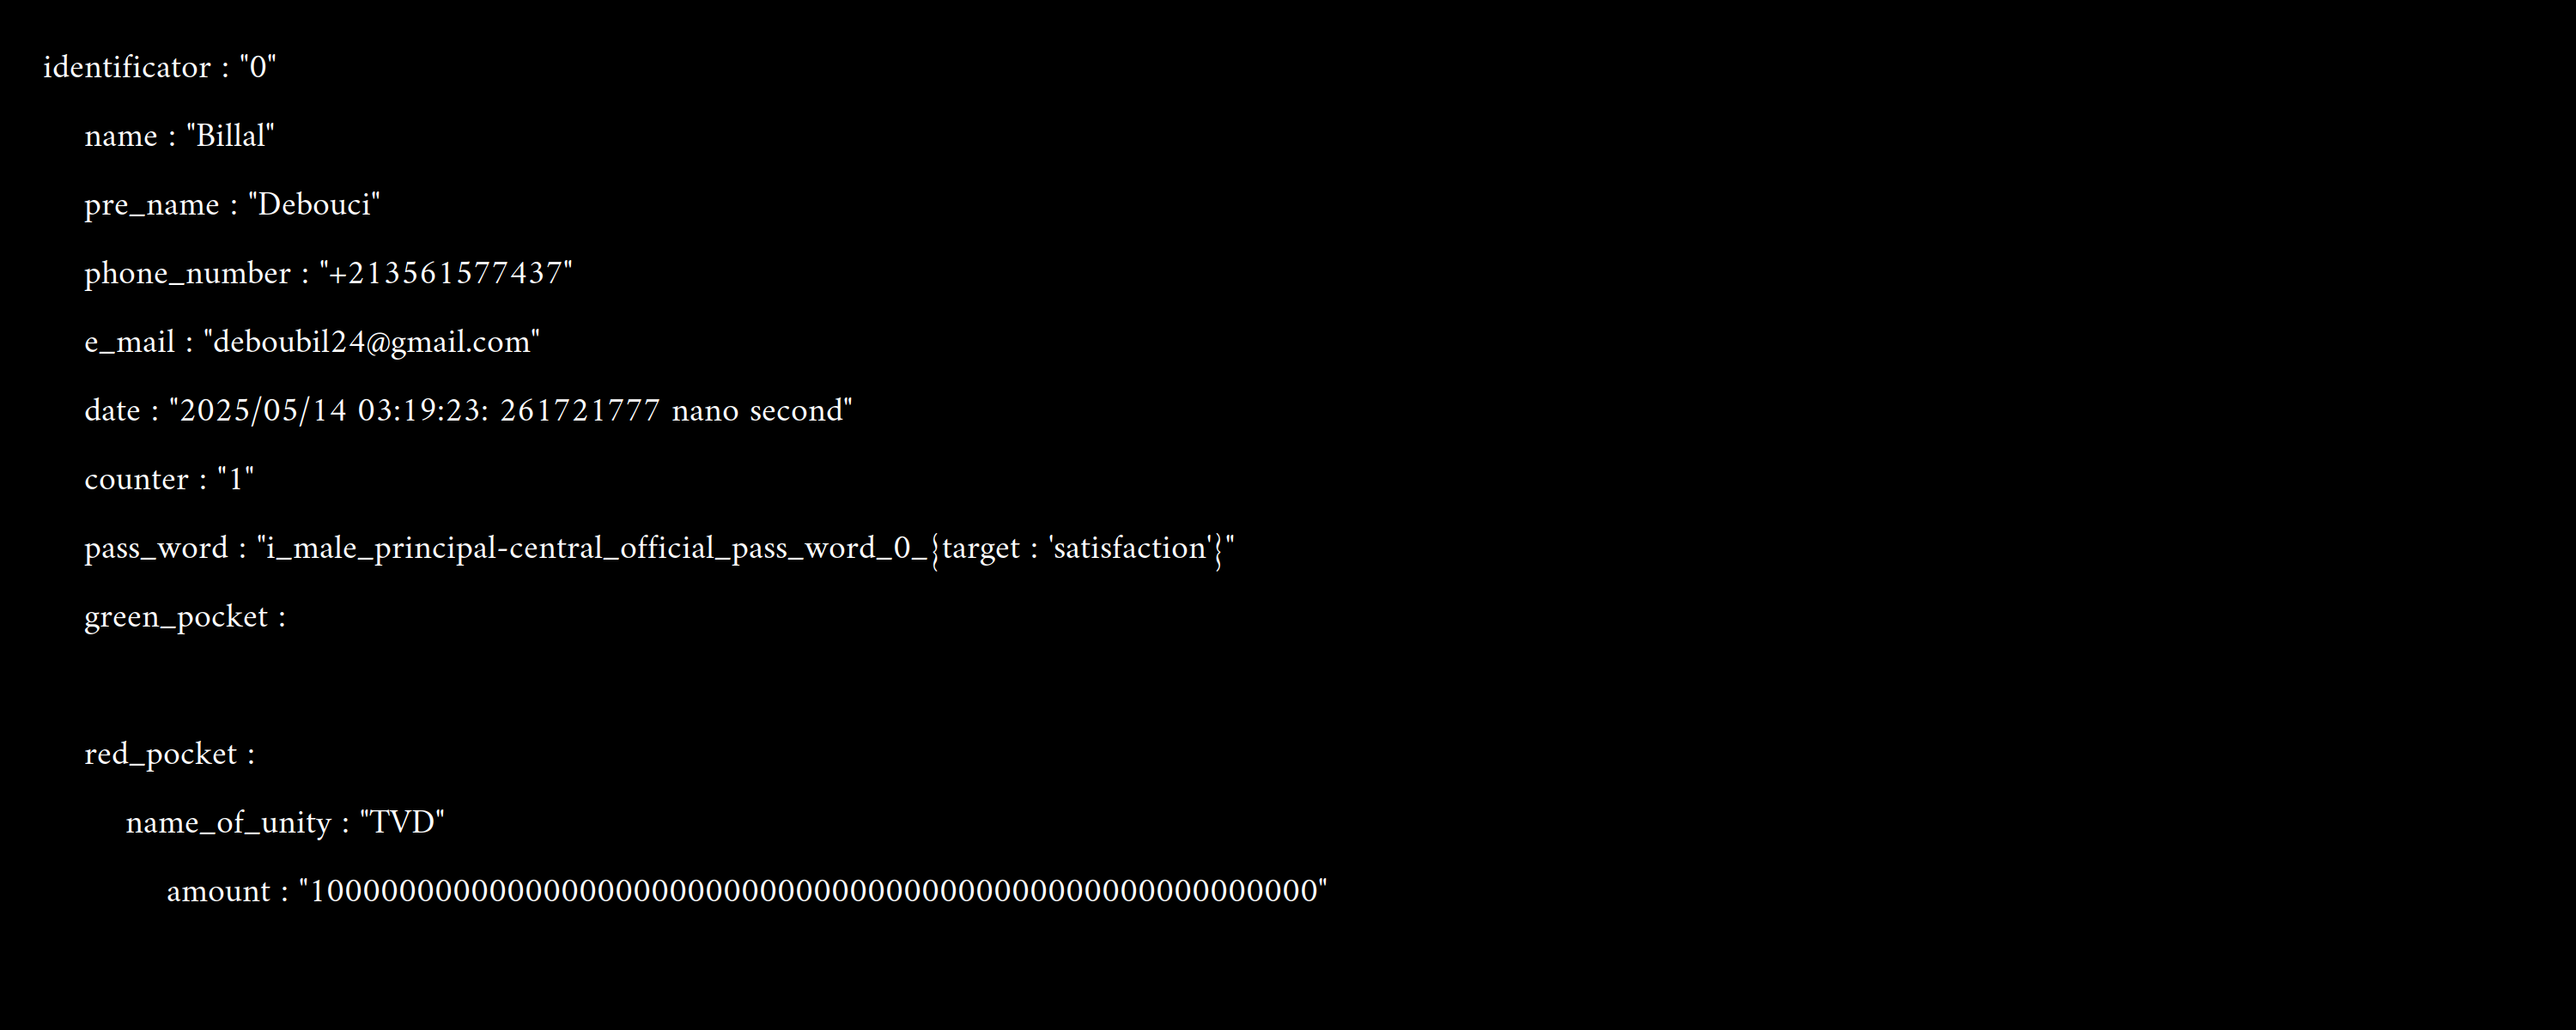 identificator : "0"
name : "Billal"
pre_name : "Debouci"
phone_number : "+213561577437"
e_mail : "deboubil24@gmail.com"
date : "2025/05/14 03:19:23: 261721777 nano second"
counter : "1"
pass_word : "i_male_principal-central_official_pass_word_0_{target : 'satisfaction'}"
green_pocket :
red_pocket :
name_of_unity : "TVD"
amount : "10000000000000000000000000000000000000000000000000000000"